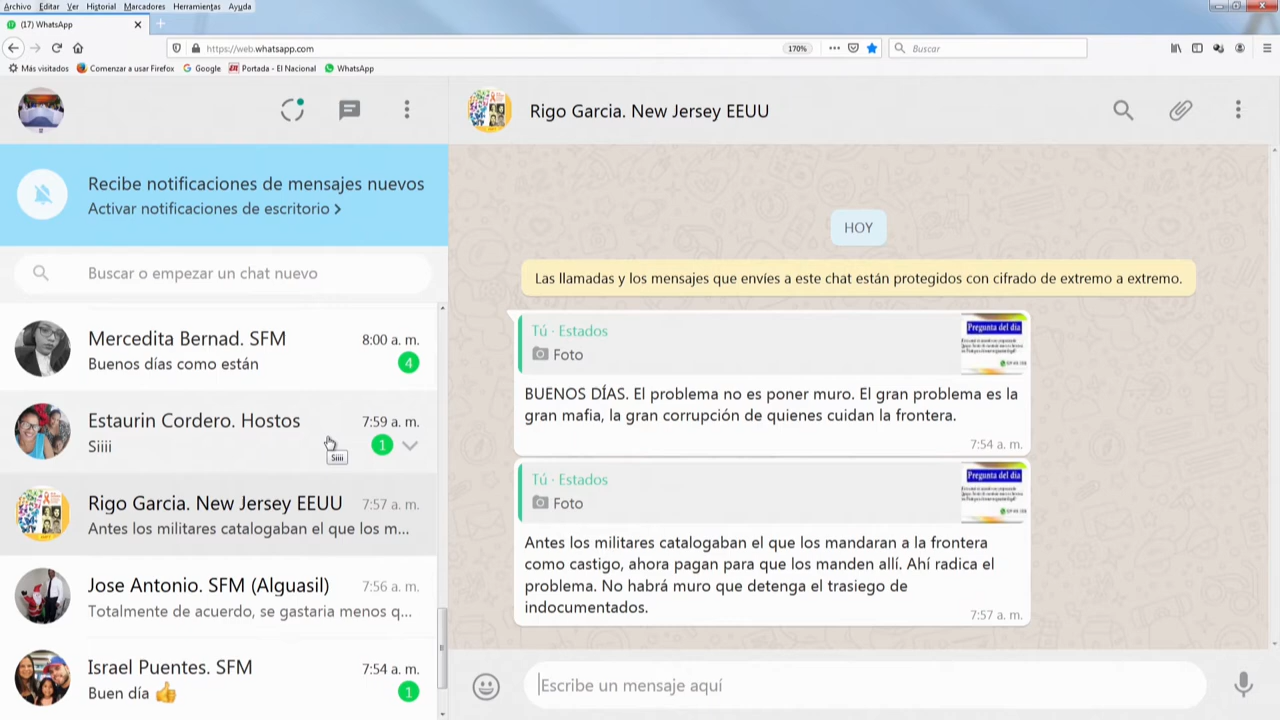 Archivo Editar Ver Historial Marcadores Herramientas Ayuda
(17) WhatsApp
https://web.whatsapp.com
170%
Buscar
Más visitados Comenzar a usar Firefox Google Portada - El Nacional WhatsApp
Rigo Garcia. New Jersey EEUU
Recibe notificaciones de mensajes nuevos
Activar notificaciones de escritorio >
Buscar o empezar un chat nuevo
Mercedita Bernad. SFM 8:00 a. m.
Buenos días como están 4
Estaurin Cordero. Hostos 7:59 a. m.
Siiii 1
Siiii
Rigo Garcia. New Jersey EEUU 7:57 a. m.
Antes los militares catalogaban el que los m...
Jose Antonio. SFM (Alguasil) 7:56 a. m.
Totalmente de acuerdo, se gastaria menos q...
Israel Puentes. SFM 7:54 a. m.
Buen día 👍 1
HOY
Las llamadas y los mensajes que envíes a este chat están protegidos con cifrado de extremo a extremo.
Tú · Estados
Foto
Pregunta del día
BUENOS DÍAS. El problema no es poner muro. El gran problema es la
gran mafia, la gran corrupción de quienes cuidan la frontera.
7:54 a. m.
Tú · Estados
Foto
Pregunta del día
Antes los militares catalogaban el que los mandaran a la frontera
como castigo, ahora pagan para que los manden allí. Ahí radica el
problema. No habrá muro que detenga el trasiego de
indocumentados.
7:57 a. m.
Escribe un mensaje aquí